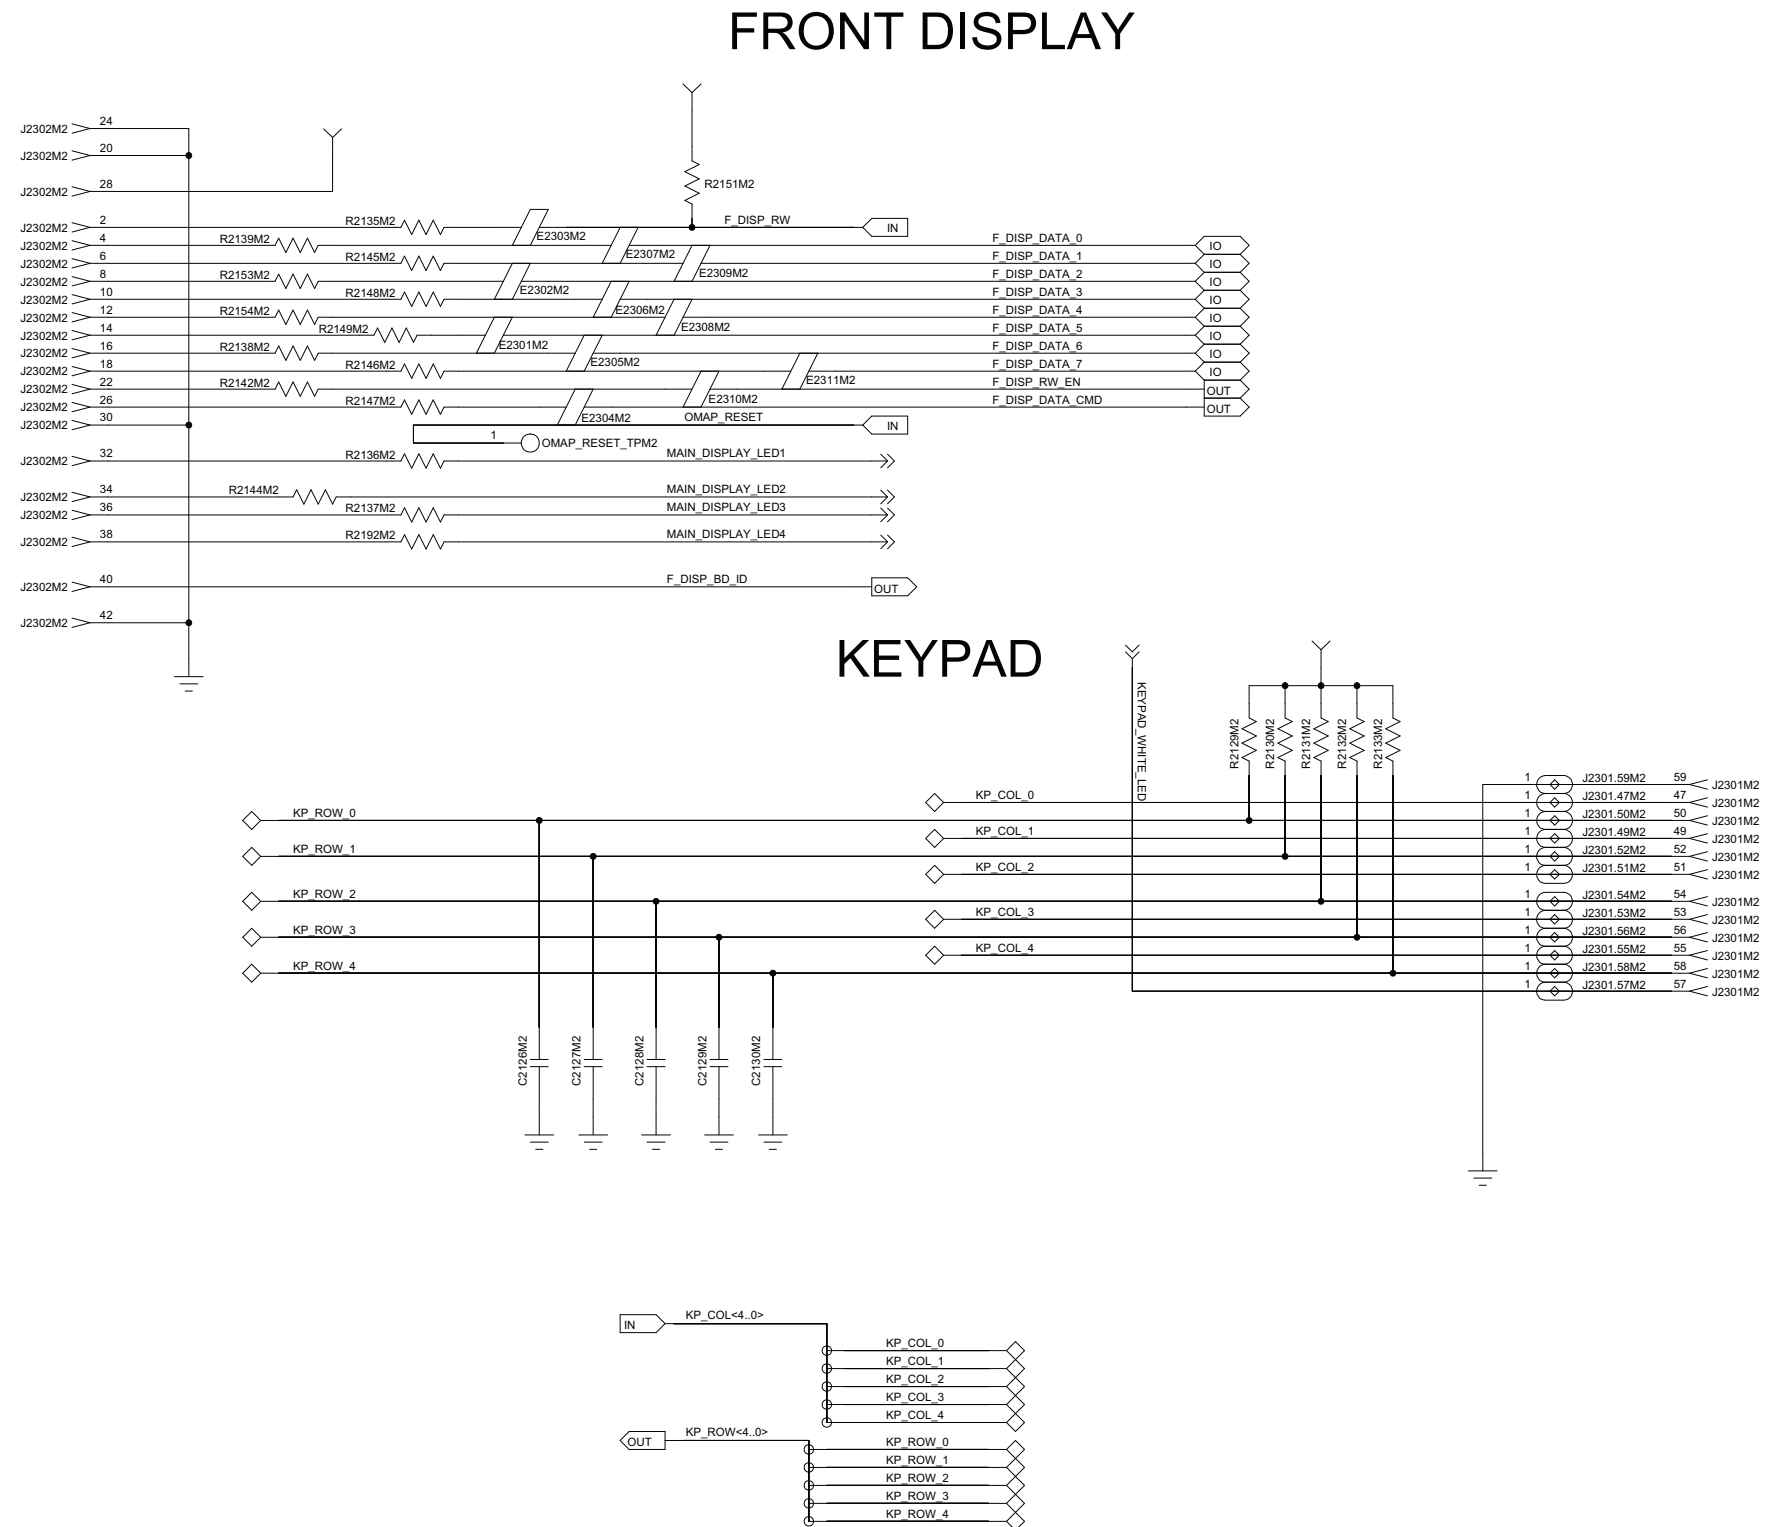 FRONT DISPLAY
J2302M2 24
J2302M2 20
J2302M2 28
R2151M2
J2302M2 2 R2135M2 E2303M2 F_DISP_RW IN
J2302M2 4 R2139M2 E2307M2 F_DISP_DATA_0 IO
J2302M2 6 R2145M2 E2309M2 F_DISP_DATA_1 IO
J2302M2 8 R2153M2 E2302M2 F_DISP_DATA_2 IO
J2302M2 10 R2148M2 E2306M2 F_DISP_DATA_3 IO
J2302M2 12 R2154M2 E2308M2 F_DISP_DATA_4 IO
J2302M2 14 R2149M2 E2301M2 F_DISP_DATA_5 IO
J2302M2 16 R2138M2 E2305M2 F_DISP_DATA_6 IO
J2302M2 18 R2146M2 E2311M2 F_DISP_DATA_7 IO
J2302M2 22 R2142M2 E2310M2 F_DISP_RW_EN OUT
J2302M2 26 R2147M2 E2304M2 F_DISP_DATA_CMD OUT
J2302M2 30 OMAP_RESET IN
1 OMAP_RESET_TPM2
J2302M2 32 R2136M2 MAIN_DISPLAY_LED1
J2302M2 34 R2144M2 MAIN_DISPLAY_LED2
J2302M2 36 R2137M2 MAIN_DISPLAY_LED3
J2302M2 38 R2192M2 MAIN_DISPLAY_LED4
J2302M2 40 F_DISP_BD_ID OUT
J2302M2 42
KEYPAD
KEYPAD_WHITE_LED
R2129M2
R2130M2
R2131M2
R2132M2
R2133M2
1 J2301.59M2 59 J2301M2
KP_COL_0 1 J2301.47M2 47 J2301M2
KP_ROW_0 1 J2301.50M2 50 J2301M2
KP_COL_1 1 J2301.49M2 49 J2301M2
KP_ROW_1 1 J2301.52M2 52 J2301M2
KP_COL_2 1 J2301.51M2 51 J2301M2
KP_ROW_2 1 J2301.54M2 54 J2301M2
KP_COL_3 1 J2301.53M2 53 J2301M2
KP_ROW_3 1 J2301.56M2 56 J2301M2
KP_COL_4 1 J2301.55M2 55 J2301M2
KP_ROW_4 1 J2301.58M2 58 J2301M2
1 J2301.57M2 57 J2301M2
C2126M2
C2127M2
C2128M2
C2129M2
C2130M2
IN KP_COL<4..0>
KP_COL_0
KP_COL_1
KP_COL_2
KP_COL_3
KP_COL_4
OUT KP_ROW<4..0>
KP_ROW_0
KP_ROW_1
KP_ROW_2
KP_ROW_3
KP_ROW_4